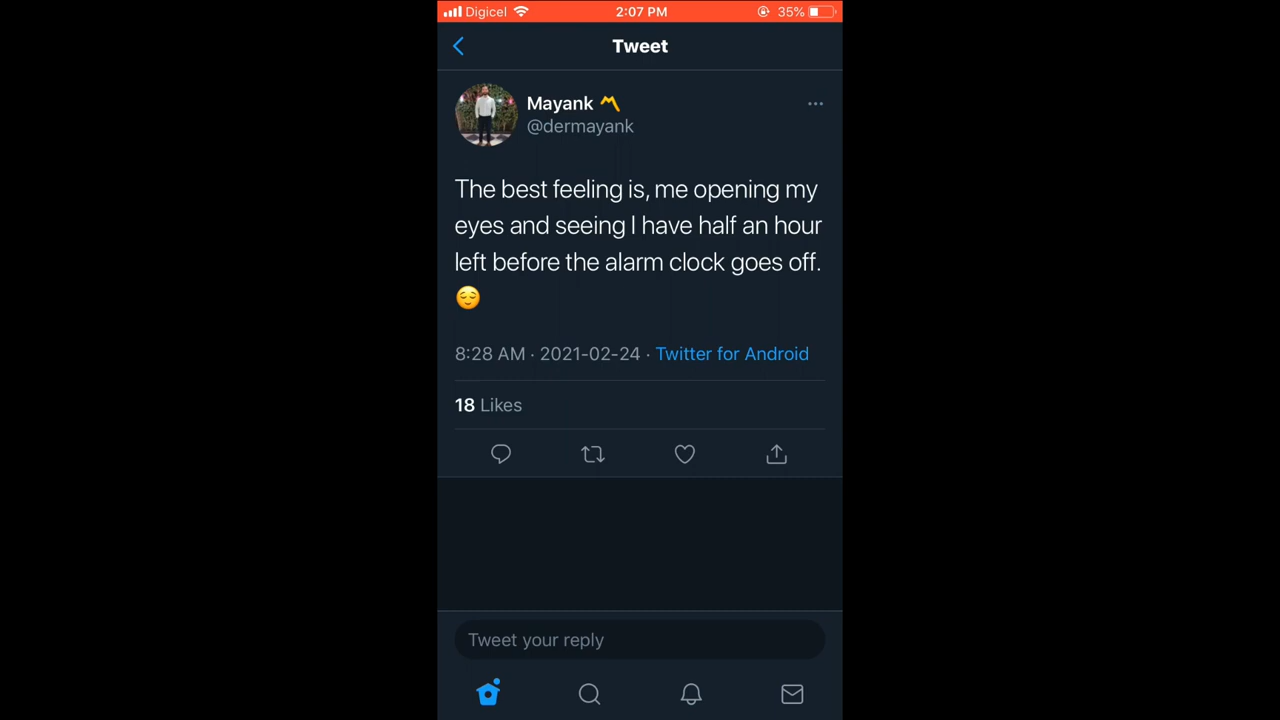 Digicel 2:07 PM 35%
Tweet
Mayank
@dermayank
The best feeling is, me opening my
eyes and seeing I have half an hour
left before the alarm clock goes off.
😌
8:28 AM · 2021-02-24 · Twitter for Android
18 Likes
Tweet your reply